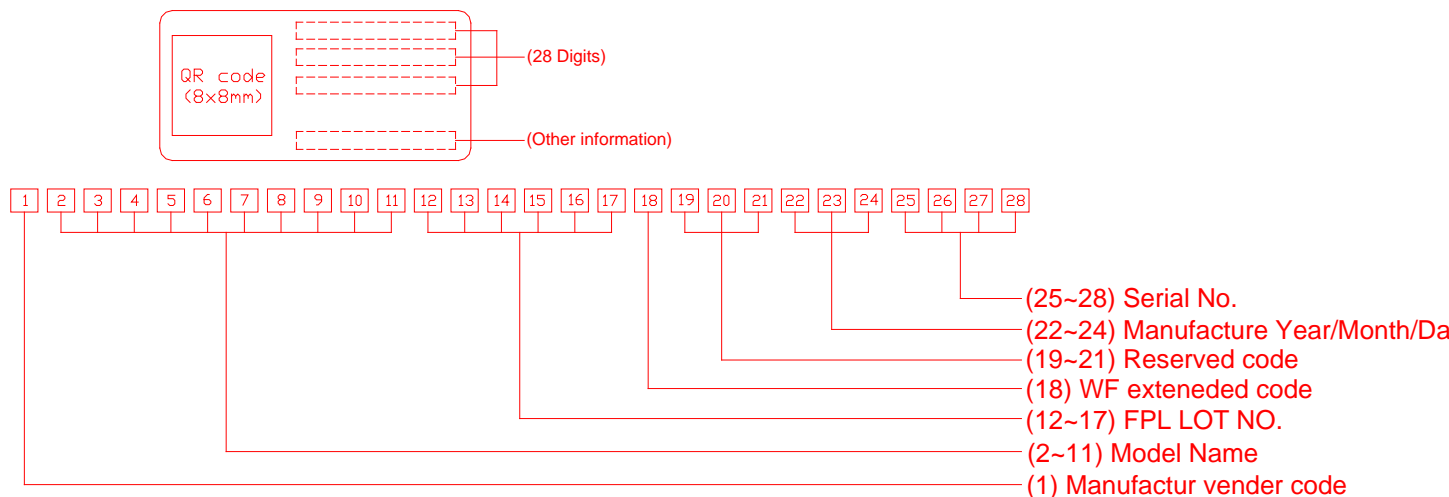 QR code
(8x8mm)
(28 Digits)
(Other information)
1 2 3 4 5 6 7 8 9 10 11 12 13 14 15 16 17 18 19 20 21 22 23 24 25 26 27 28
(25~28) Serial No.
(22~24) Manufacture Year/Month/Da
(19~21) Reserved code
(18) WF exteneded code
(12~17) FPL LOT NO.
(2~11) Model Name
(1) Manufactur vender code